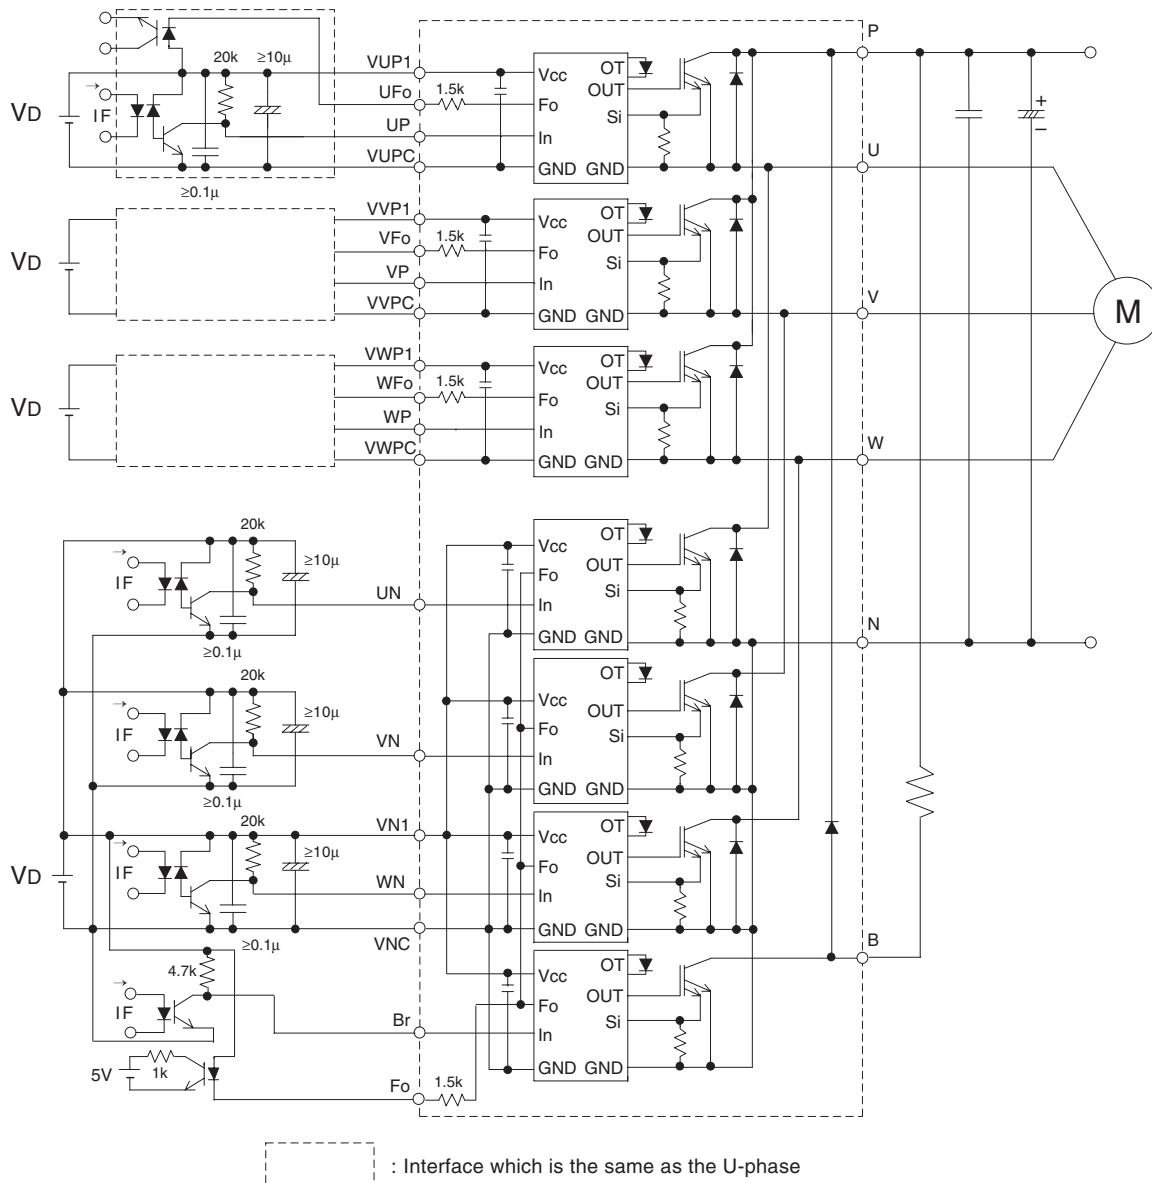 P
20k
≥10µ
VUP1
UFo
UP
VUPC
1.5k
Vcc
Fo
In
GND
OT
OUT
Si
GND
U
VD
IF
≥0.1µ
+
–
VD
VVP1
VFo
VP
VVPC
1.5k
Vcc
Fo
In
GND
OT
OUT
Si
GND
V
M
VD
VWP1
WFo
WP
VWPC
1.5k
Vcc
Fo
In
GND
OT
OUT
Si
GND
W
20k
≥10µ
IF
UN
≥0.1µ
Vcc
Fo
In
GND
OT
OUT
Si
GND
N
20k
≥10µ
IF
VN
≥0.1µ
Vcc
Fo
In
GND
OT
OUT
Si
GND
20k
≥10µ
VD
IF
VN1
WN
VNC
≥0.1µ
Vcc
Fo
In
GND
OT
OUT
Si
GND
B
4.7k
IF
Br
Vcc
Fo
In
GND
OT
OUT
Si
GND
5V
1k
Fo
1.5k
: Interface which is the same as the U-phase